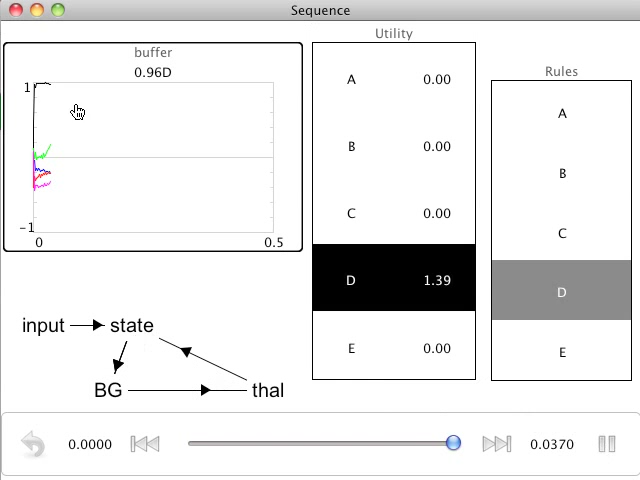 Sequence
buffer
0.96D
1
-1
0
0.5
Utility
A 0.00
B 0.00
C 0.00
D 1.39
E 0.00
Rules
A
B
C
D
E
input
state
BG
thal
0.0000
0.0370